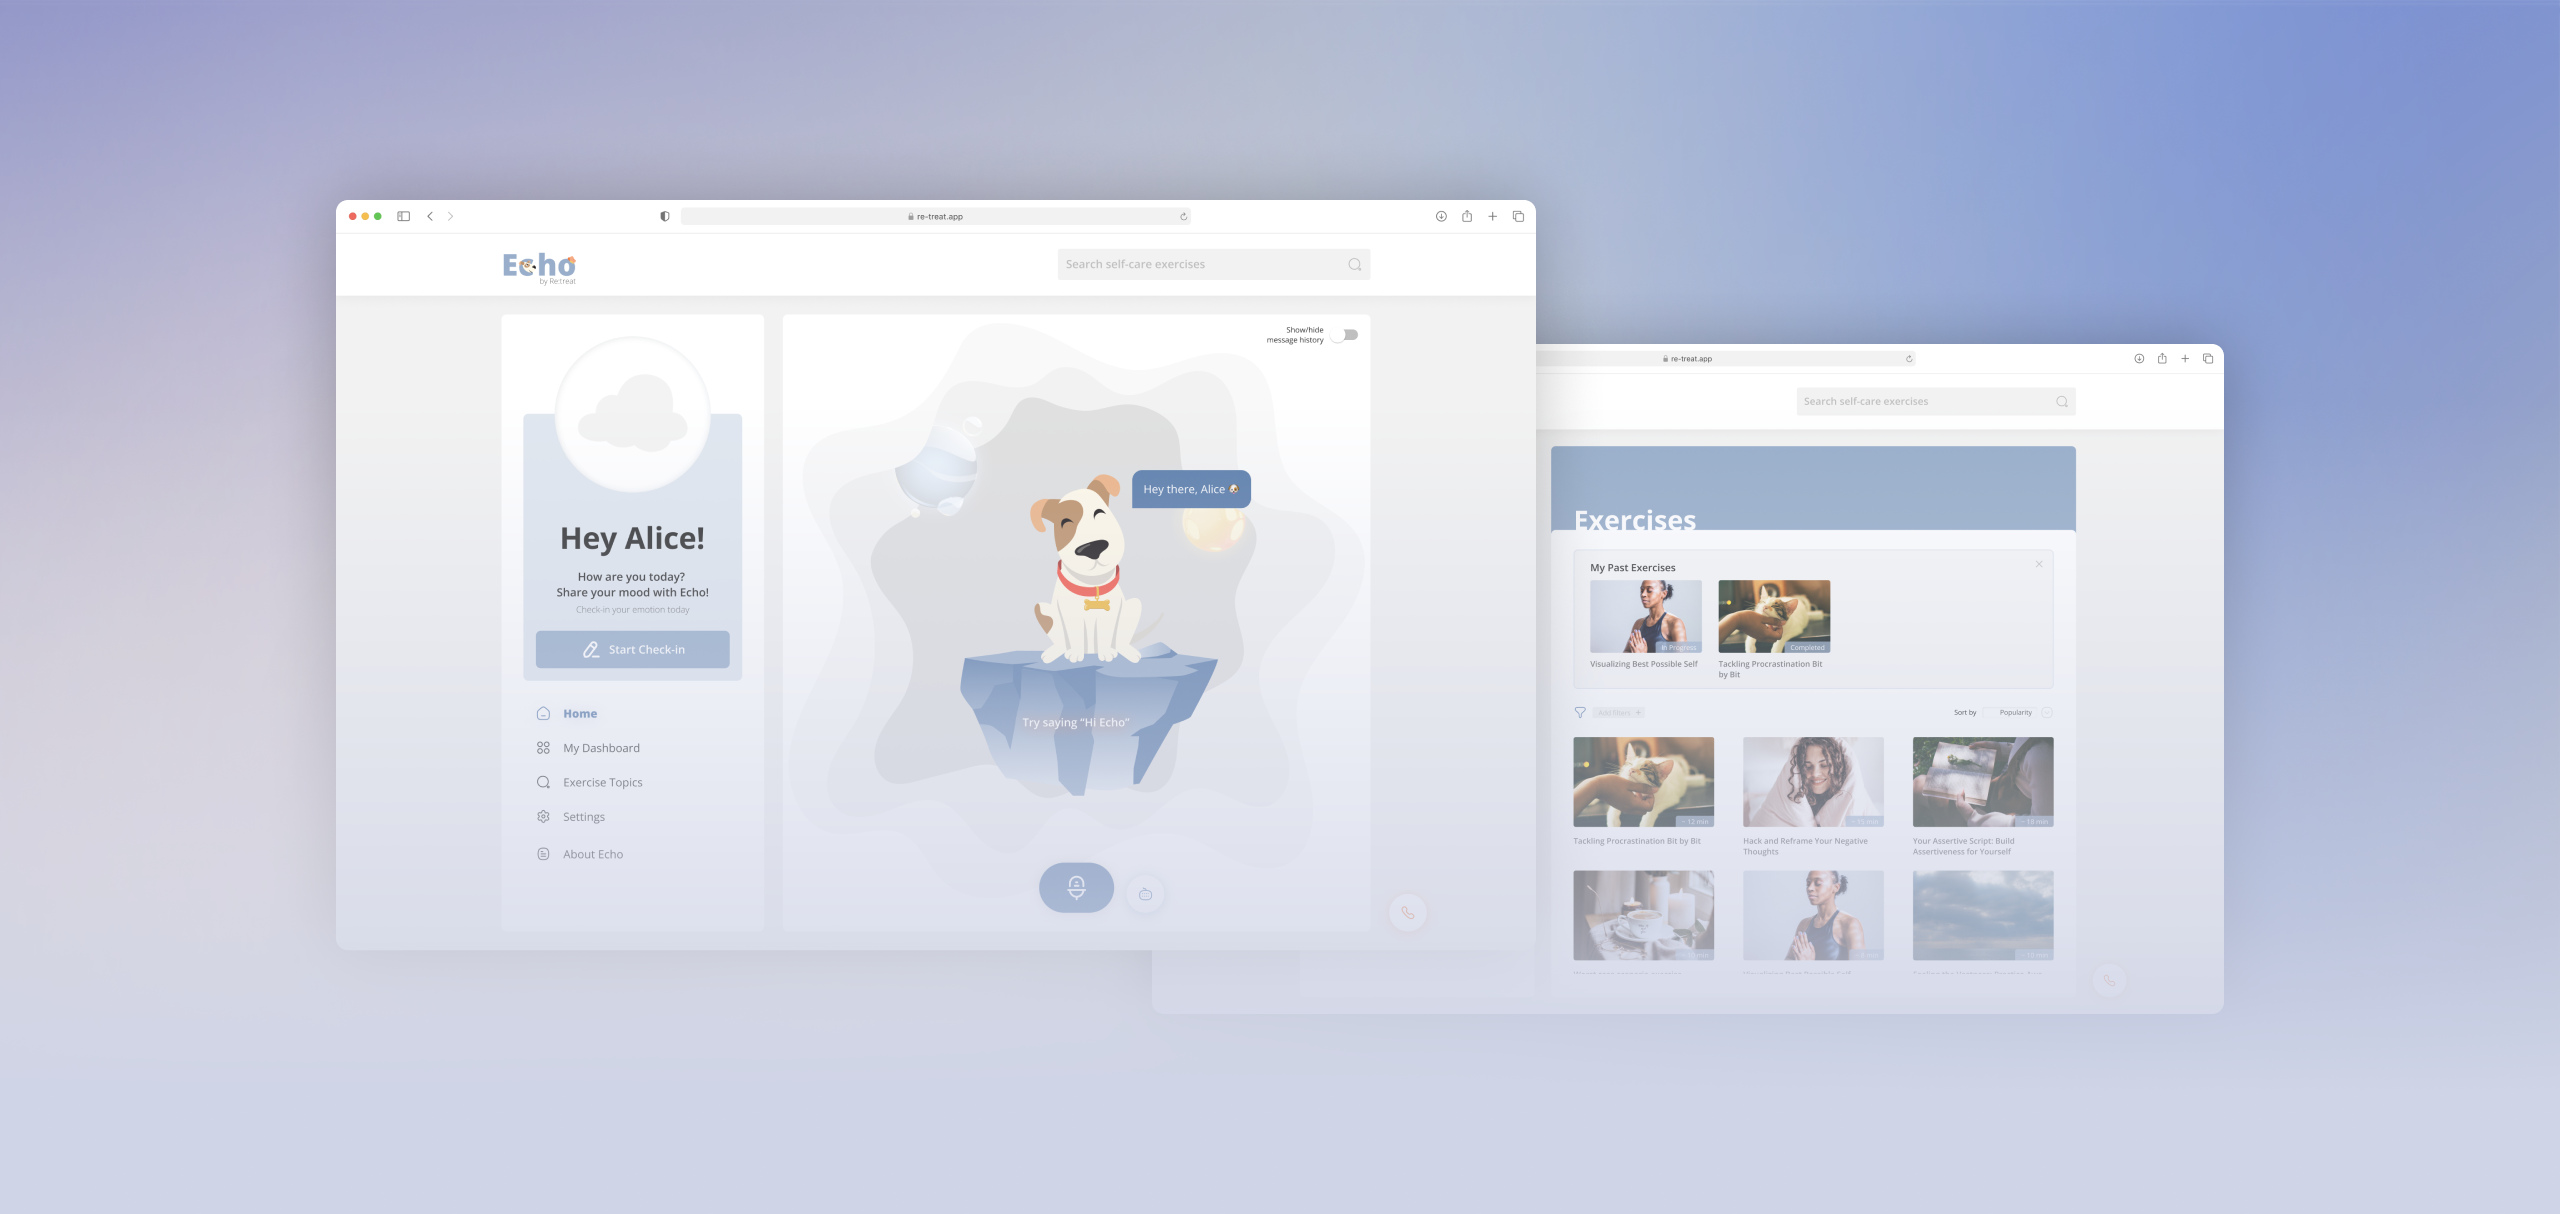 re-treat.app
Echo
by Re:treat
Search self-care exercises
Show/hide
message history
Hey Alice!
How are you today?
Share your mood with Echo!
Check-in your emotion today
Start Check-in
Home
My Dashboard
Exercise Topics
Settings
About Echo
Hey there, Alice
Try saying “Hi Echo”
re-treat.app
Search self-care exercises
Exercises
My Past Exercises
In Progress
Completed
Visualizing Best Possible Self
Tackling Procrastination Bit
by Bit
Add filters +
Sort by
Popularity
~ 12 min
~ 10 min
Tackling Procrastination Bit by Bit
Hack and Reframe Your Negative
Thoughts
Your Assertive Script: Build
Assertiveness for Yourself
~ 10 min